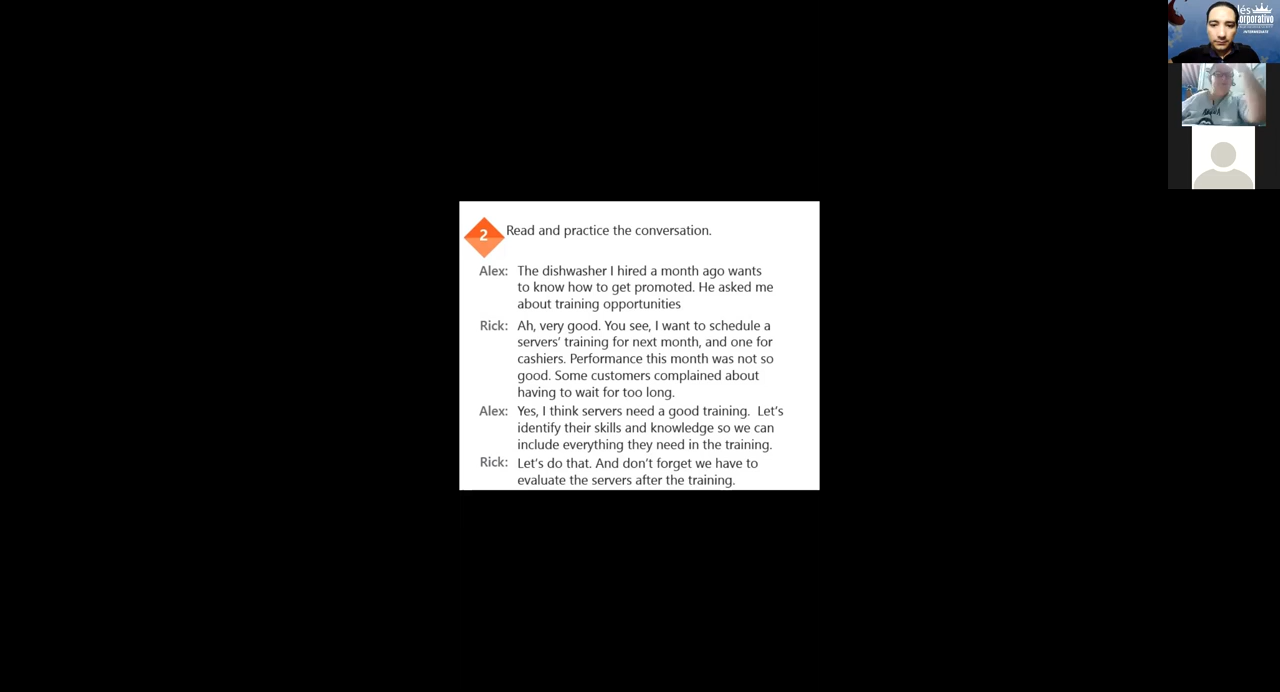 és
orporativo
INTERMEDIATE
2 Read and practice the conversation.
Alex: The dishwasher I hired a month ago wants
to know how to get promoted. He asked me
about training opportunities
Rick: Ah, very good. You see, I want to schedule a
servers' training for next month, and one for
cashiers. Performance this month was not so
good. Some customers complained about
having to wait for too long.
Alex: Yes, I think servers need a good training. Let's
identify their skills and knowledge so we can
include everything they need in the training.
Rick: Let's do that. And don't forget we have to
evaluate the servers after the training.